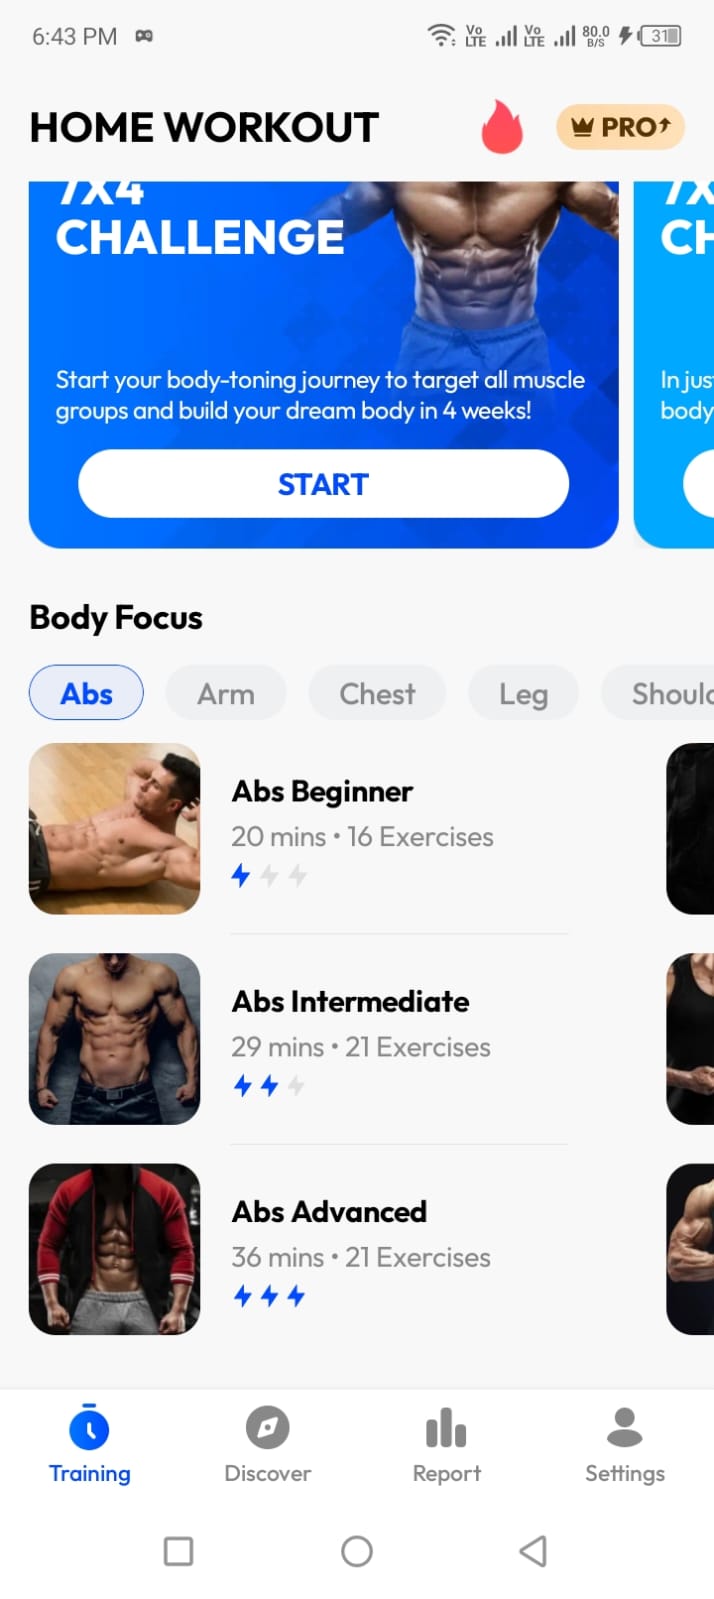 6:43 PM
Vo LTE Vo LTE 80.0 B/S 31
HOME WORKOUT
PRO
7X4
CHALLENGE
CH
Start your body-toning journey to target all muscle
groups and build your dream body in 4 weeks!
In jus
body
START
Body Focus
Abs Arm Chest Leg Should
Abs Beginner
20 mins • 16 Exercises
Abs Intermediate
29 mins • 21 Exercises
Abs Advanced
36 mins • 21 Exercises
Training Discover Report Settings